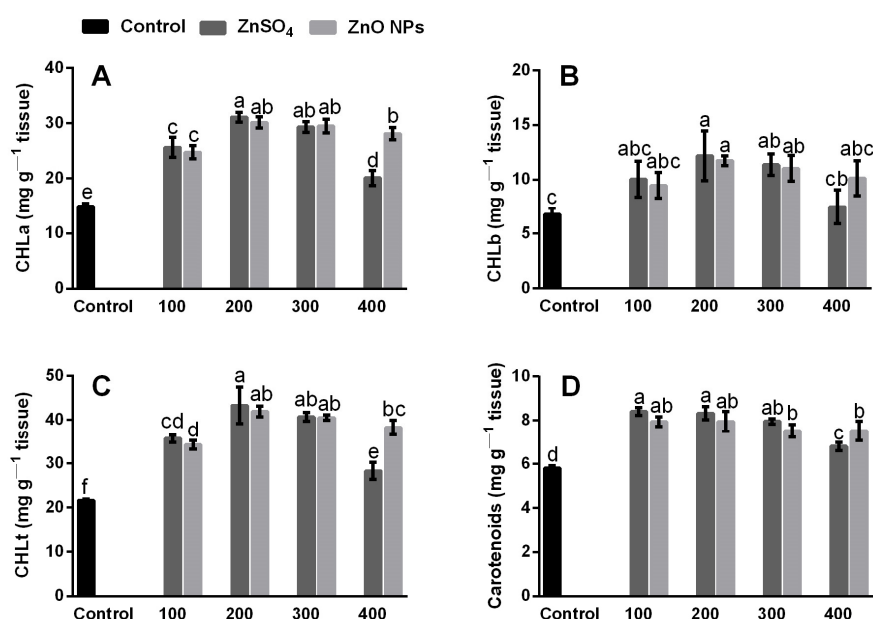 Control ZnSO₄ ZnO NPs
A
CHLa (mg g⁻¹ tissue)
40
30
20
10
0
e
c c
a ab
ab ab
d b
Control 100 200 300 400
B
CHLb (mg g⁻¹ tissue)
20
15
10
5
0
c
abc abc
a a
ab ab
cb abc
Control 100 200 300 400
C
CHLt (mg g⁻¹ tissue)
50
40
30
20
10
0
f
cd d
a ab
ab ab
e bc
Control 100 200 300 400
D
Carotenoids (mg g⁻¹ tissue)
10
8
6
4
2
0
d
a ab
a ab
ab b
c b
Control 100 200 300 400